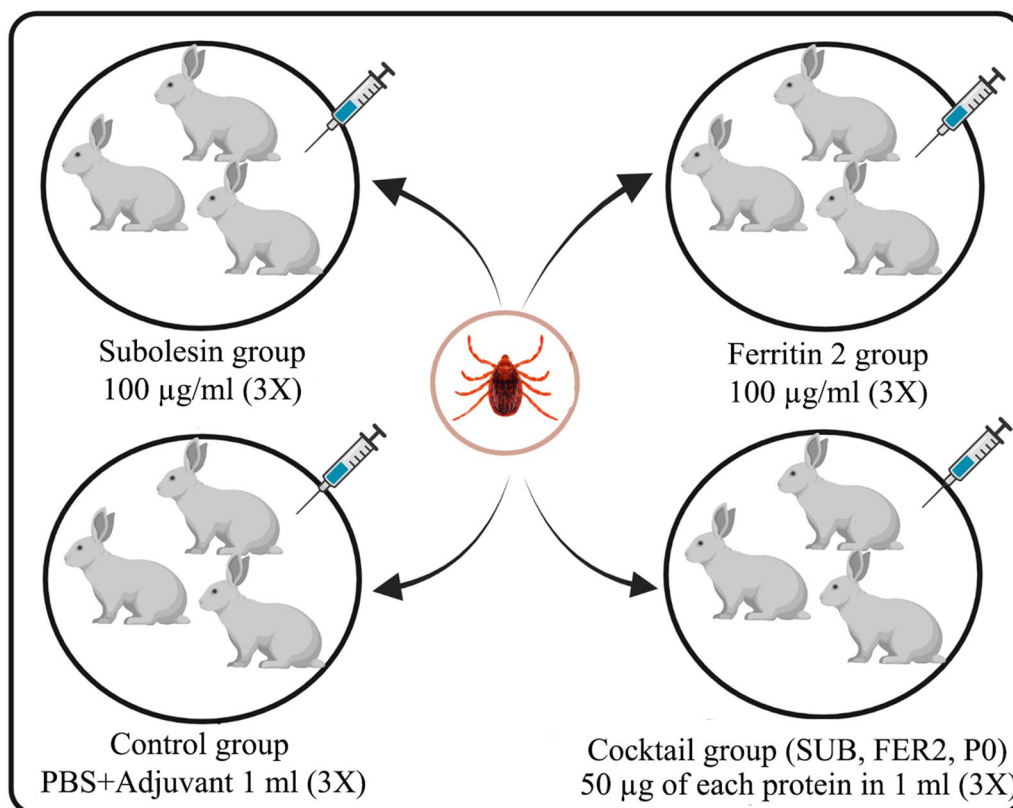 Subolesin group
100 µg/ml (3X)
Ferritin 2 group
100 µg/ml (3X)
Control group
PBS+Adjuvant 1 ml (3X)
Cocktail group (SUB, FER2, P0)
50 µg of each protein in 1 ml (3X)